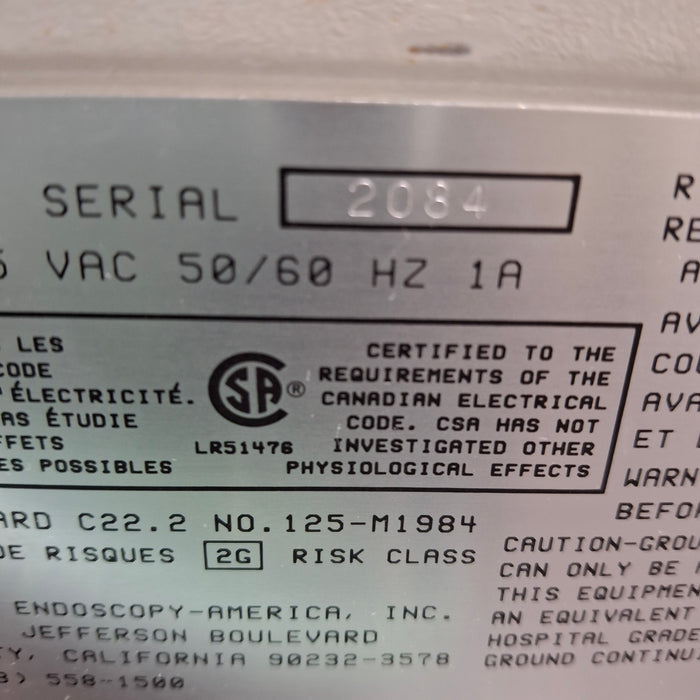 SERIAL 2084
VAC 50/60 HZ 1A
LES
CODE
ÉLECTRICITÉ.
AS ÉTUDIE
FFETS
ES POSSIBLES
SA®
LR51476
CERTIFIED TO THE
REQUIREMENTS OF THE
CANADIAN ELECTRICAL
CODE. CSA HAS NOT
INVESTIGATED OTHER
PHYSIOLOGICAL EFFECTS
ARD C22.2 NO.125-M1984
DE RISQUES 2G RISK CLASS
ENDOSCOPY-AMERICA, INC.
JEFFERSON BOULEVARD
Y, CALIFORNIA 90232-3578
) 558-1500
R
RE
A
AV
COU
AVA
ET
WARN
BEFOR
CAUTION-GROU
CAN ONLY BE
THIS EQUIPMEN
AN EQUIVALENT
HOSPITAL GRADE
GROUND CONTINU